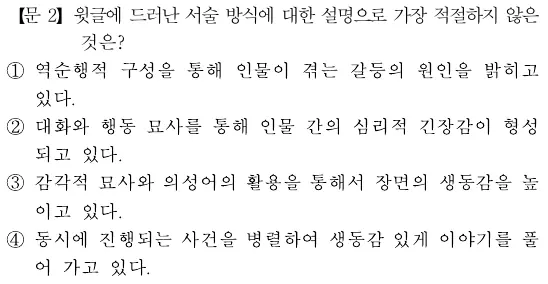 【문 2】 윗글에 드러난 서술 방식에 대한 설명으로 가장 적절하지 않은
것은?
① 역순행적 구성을 통해 인물이 겪는 갈등의 원인을 밝히고
있다.
② 대화와 행동 묘사를 통해 인물 간의 심리적 긴장감이 형성
되고 있다.
③ 감각적 묘사와 의성어의 활용을 통해서 장면의 생동감을 높
이고 있다.
④ 동시에 진행되는 사건을 병렬하여 생동감 있게 이야기를 풀
어 가고 있다.